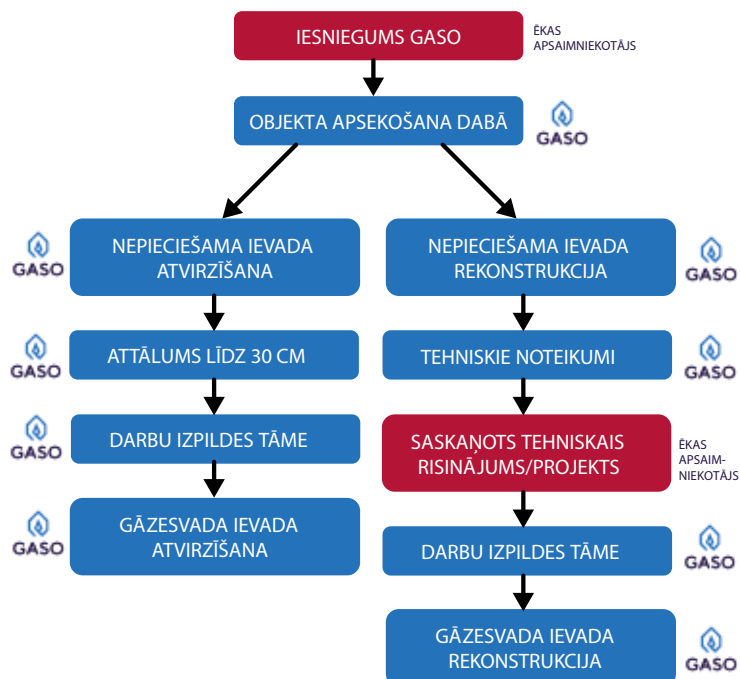 IESNIEGUMS GASO
ĒKAS
APSAIMNIEKOTĀJS
OBJEKTA APSEKOŠANA DABĀ
GASO
GASO
NEPIECIEŠAMA IEVADA
ATVIRZĪŠANA
GASO
ATTĀLUMS LĪDZ 30 CM
GASO
DARBU IZPILDES TĀME
GASO
GĀZESVADA IEVADA
ATVIRZĪŠANA
NEPIECIEŠAMA IEVADA
REKONSTRUKCIJA
GASO
TEHNISKIE NOTEIKUMI
GASO
SASKAŅOTS TEHNISKAIS
RISINĀJUMS/PROJEKTS
ĒKAS
APSAIM-
NIEKOTĀJS
DARBU IZPILDES TĀME
GASO
GĀZESVADA IEVADA
REKONSTRUKCIJA
GASO